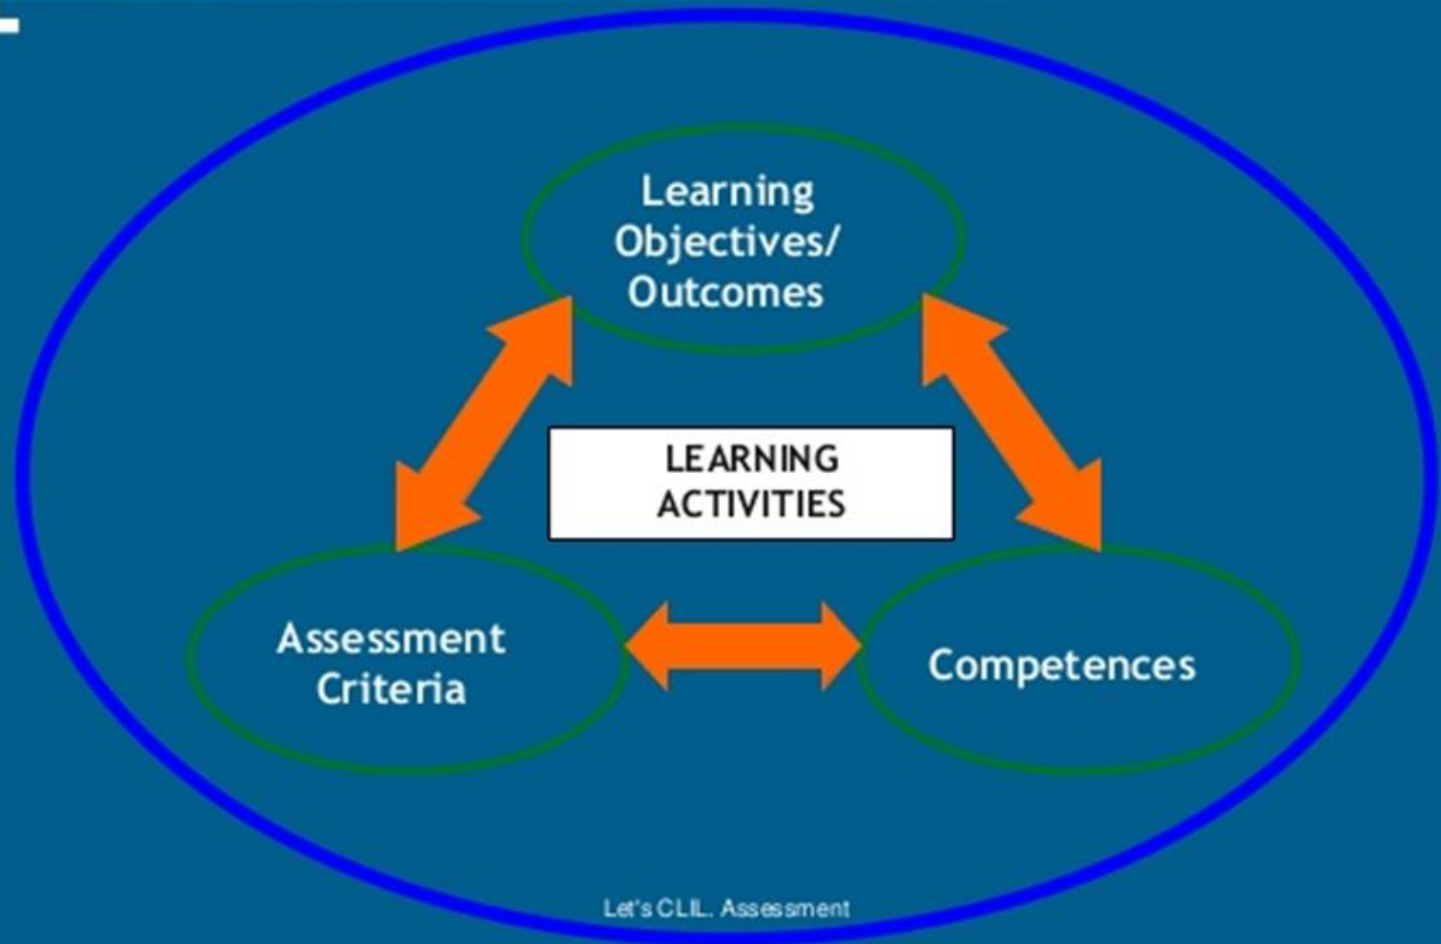 Learning
Objectives/
Outcomes
LEARNING
ACTIVITIES
Assessment
Criteria
Competences
Let's CLIL. Assessment